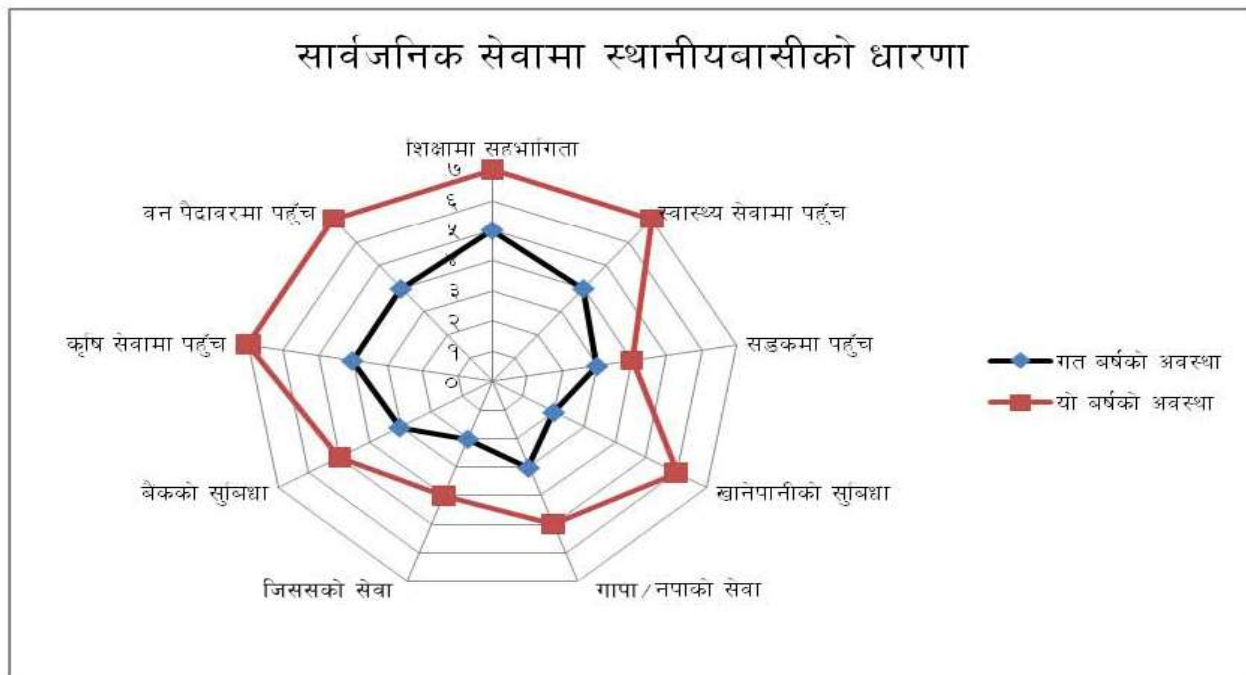 सार्वजनिक सेवामा स्थानीयबासीको धारणा
शिक्षामा सहभागिता
७
६
५
४
३
२
१
०
स्वास्थ्य सेवामा पहुँच
सडकमा पहुँच
खानेपानीको सुबिधा
गापा/नपाको सेवा
जिससको सेवा
बैकको सुबिधा
कृषि सेवामा पहुँच
वन पैदावरमा पहुँच
गत बर्षको अवस्था
यो बर्षको अवस्था